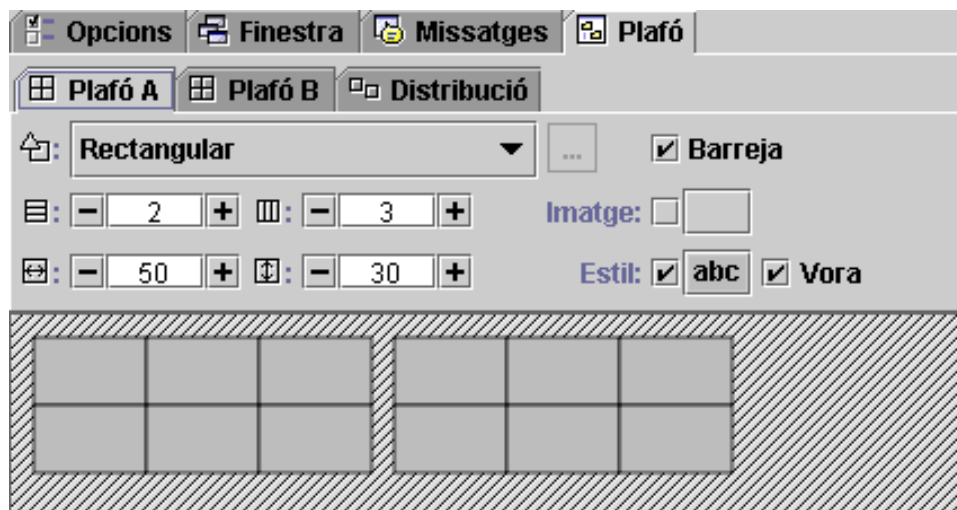 Opcions Finestra Missatges Plafó
Plafó A Plafó B Distribució
: Rectangular ... Barreja
: − 2 + : − 3 + Imatge:
: − 50 + : − 30 + Estil: abc Vora